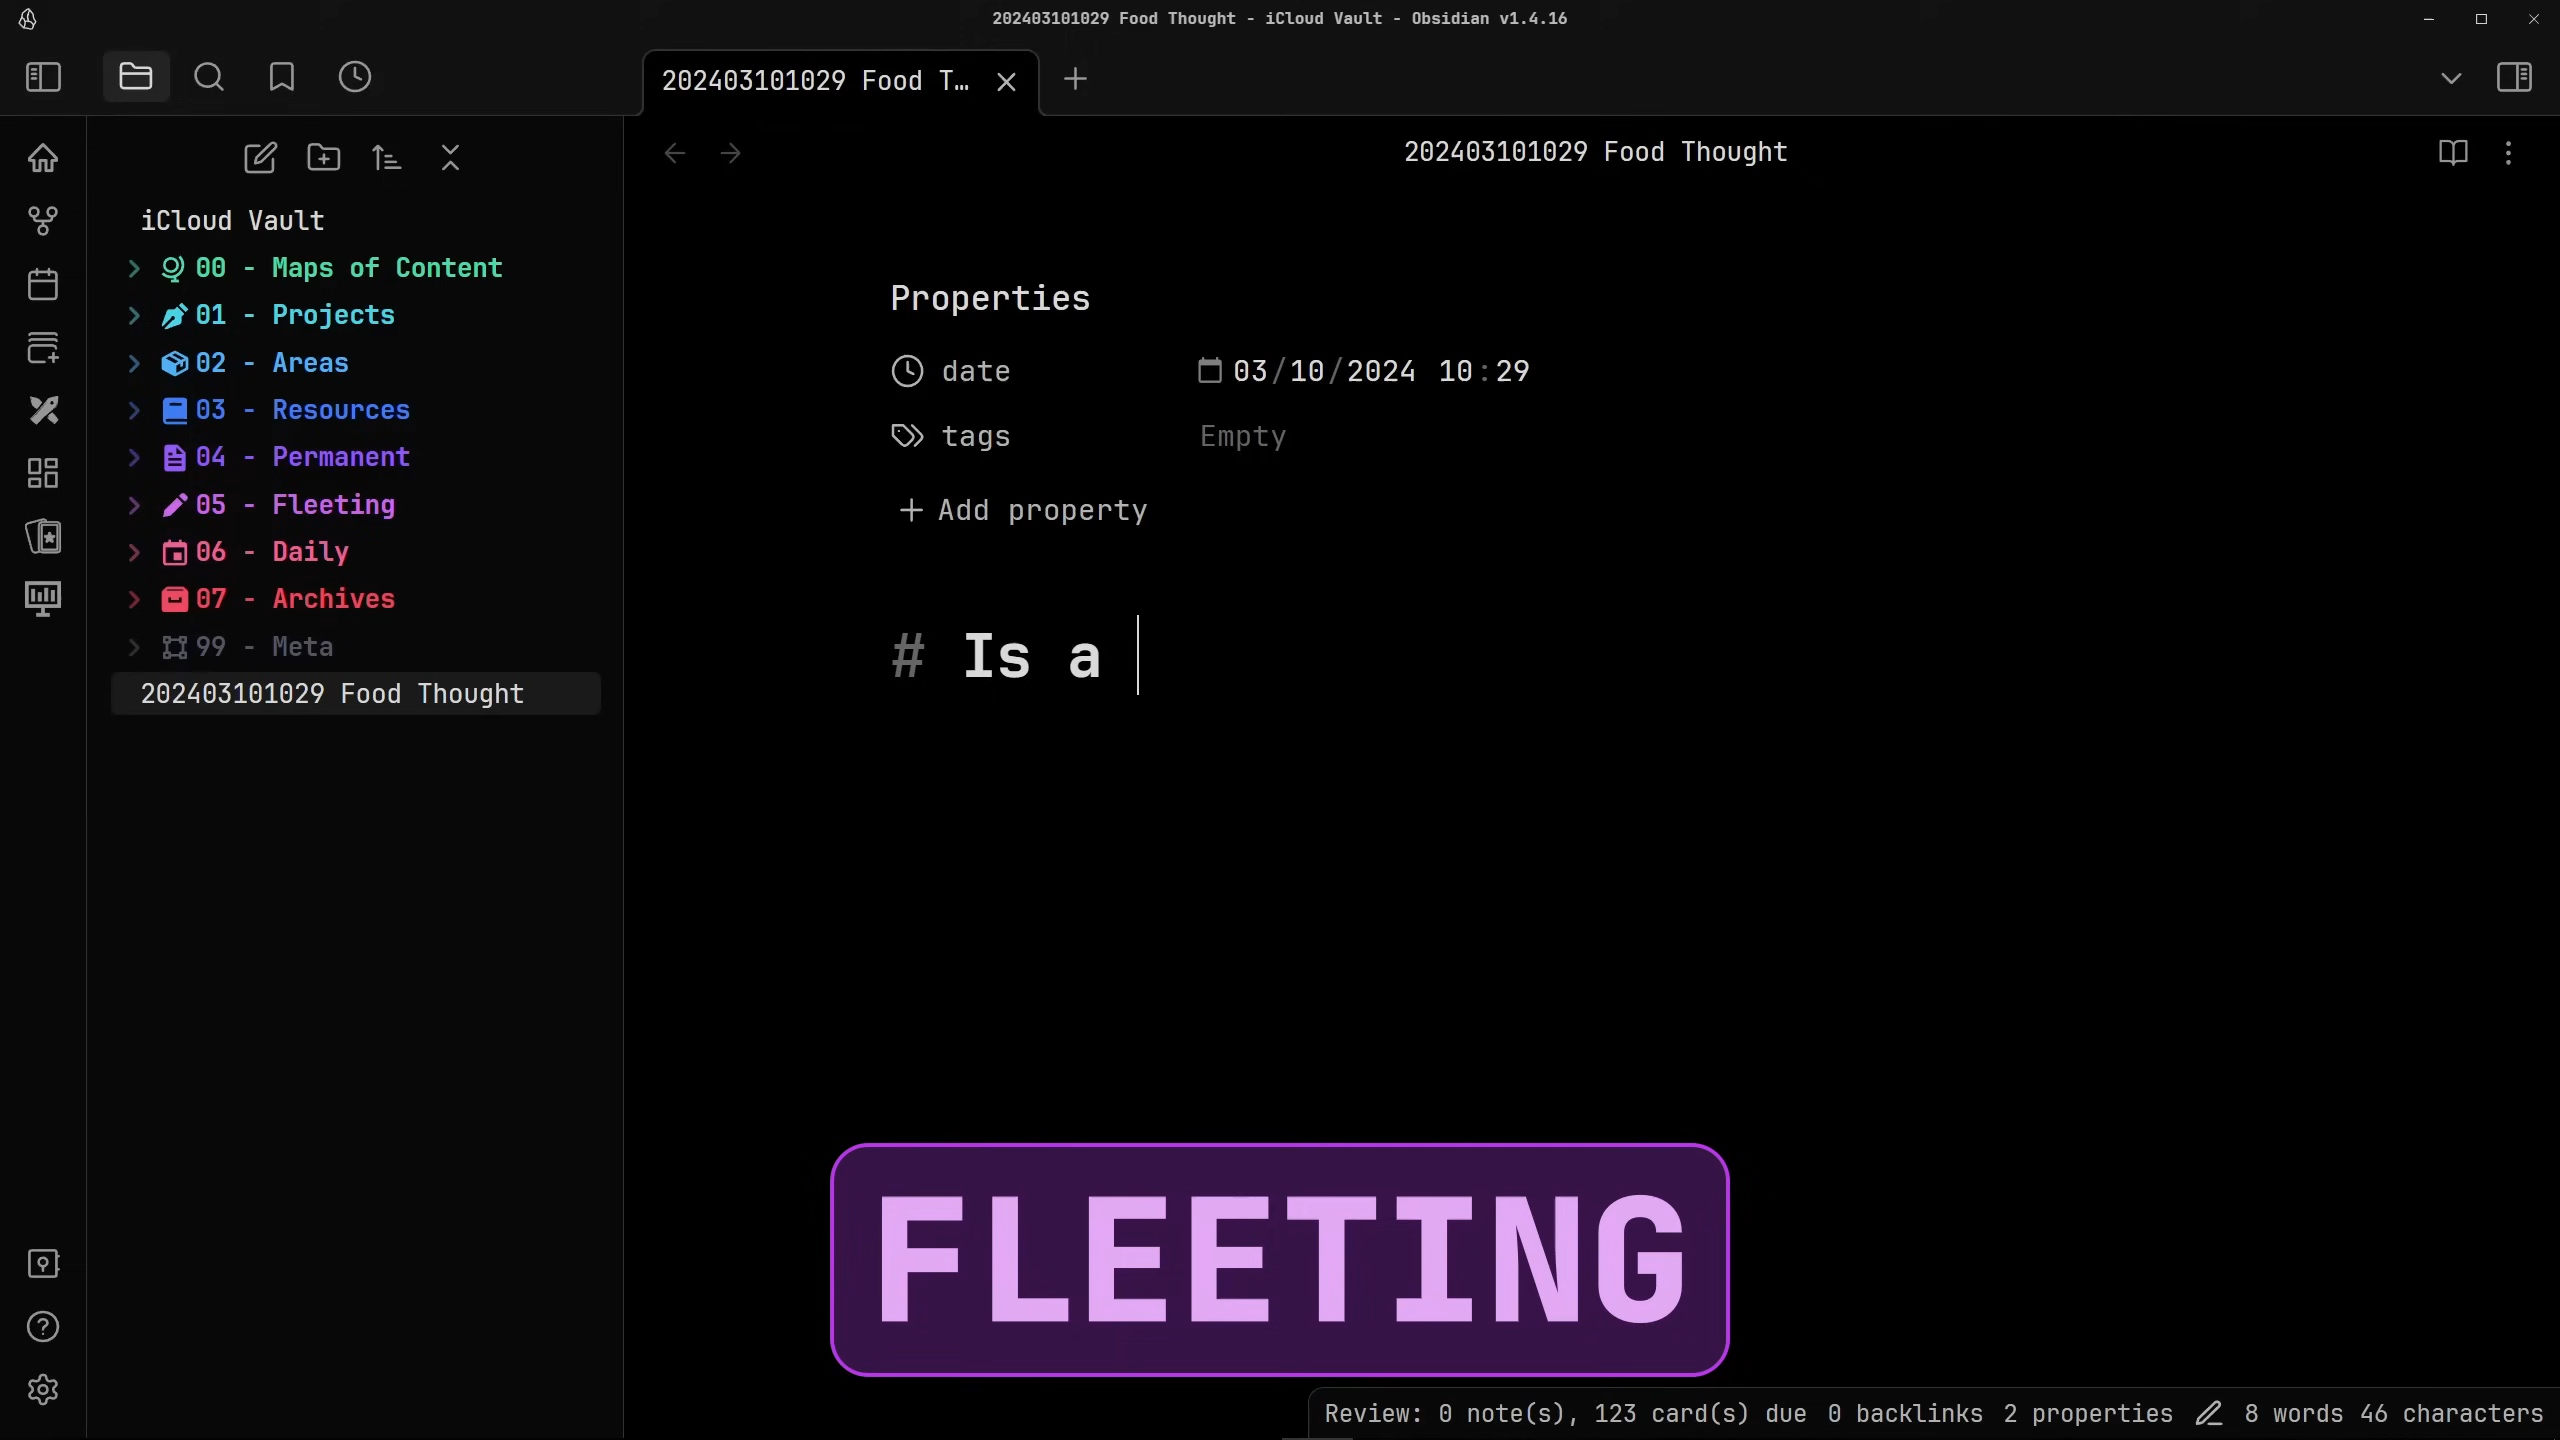 202403101029 Food Thought - iCloud Vault - Obsidian v1.4.16
202403101029 Food T…
202403101029 Food Thought
iCloud Vault
00 - Maps of Content
01 - Projects
02 - Areas
03 - Resources
04 - Permanent
05 - Fleeting
06 - Daily
07 - Archives
99 - Meta
202403101029 Food Thought
Properties
date 03/10/2024 10:29
tags Empty
Add property
# Is a
FLEETING
Review: 0 note(s), 123 card(s) due 0 backlinks 2 properties 8 words 46 characters